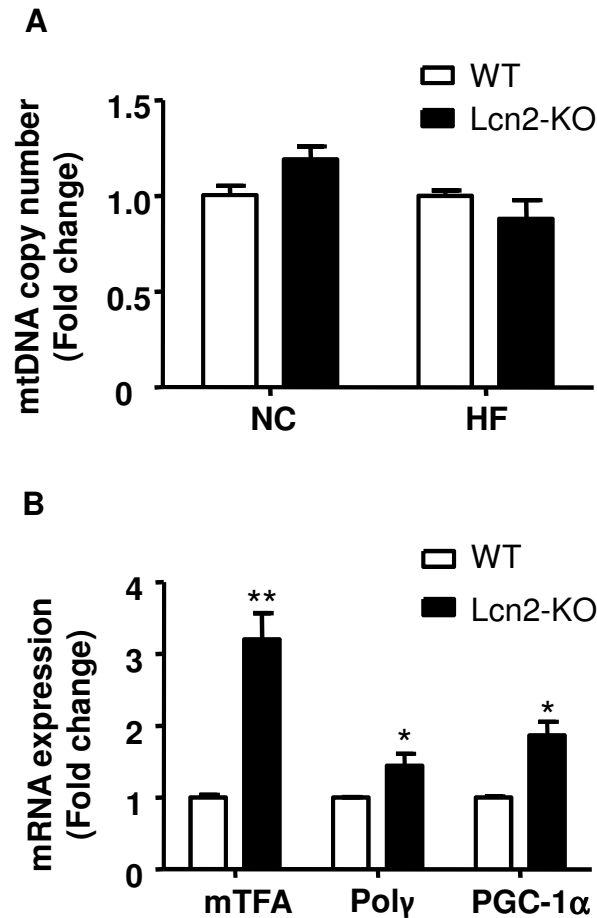 A
WT
Lcn2-KO
mtDNA copy number
(Fold change)
1.5
1.0
0.5
0
NC HF
B
WT
Lcn2-KO
mRNA expression
(Fold change)
4
3
2
1
0
** * *
mTFA Polγ PGC-1α